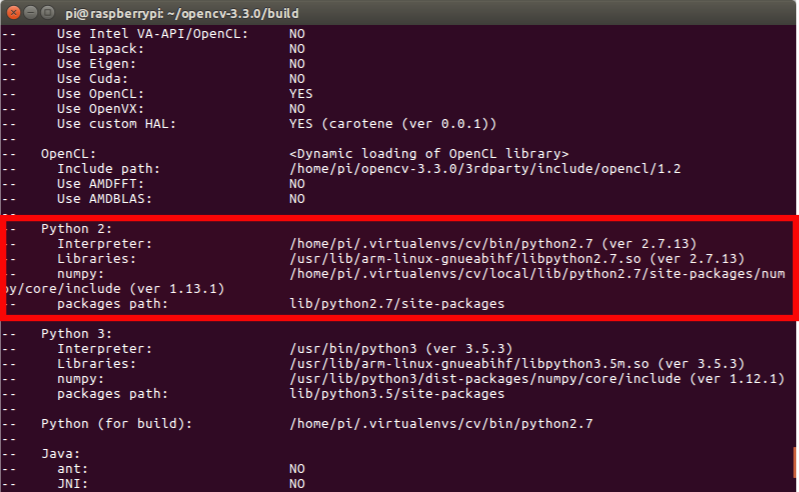 pi@raspberrypi: ~/opencv-3.3.0/build
--     Use Intel VA-API/OpenCL:     NO
--     Use Lapack:                  NO
--     Use Eigen:                   NO
--     Use Cuda:                    NO
--     Use OpenCL:                  YES
--     Use OpenVX:                  NO
--     Use custom HAL:              YES (carotene (ver 0.0.1))
--
--   OpenCL:                        <Dynamic loading of OpenCL library>
--     Include path:                /home/pi/opencv-3.3.0/3rdparty/include/opencl/1.2
--     Use AMDFFT:                  NO
--     Use AMDBLAS:                 NO
--
--   Python 2:
--     Interpreter:                 /home/pi/.virtualenvs/cv/bin/python2.7 (ver 2.7.13)
--     Libraries:                   /usr/lib/arm-linux-gnueabihf/libpython2.7.so (ver 2.7.13)
--     numpy:                       /home/pi/.virtualenvs/cv/local/lib/python2.7/site-packages/num
py/core/include (ver 1.13.1)
--     packages path:               lib/python2.7/site-packages
--   Python 3:
--     Interpreter:                 /usr/bin/python3 (ver 3.5.3)
--     Libraries:                   /usr/lib/arm-linux-gnueabihf/libpython3.5m.so (ver 3.5.3)
--     numpy:                       /usr/lib/python3/dist-packages/numpy/core/include (ver 1.12.1)
--     packages path:               lib/python3.5/site-packages
--
--   Python (for build):            /home/pi/.virtualenvs/cv/bin/python2.7
--
--   Java:
--     ant:                         NO
--     JNI:                         NO